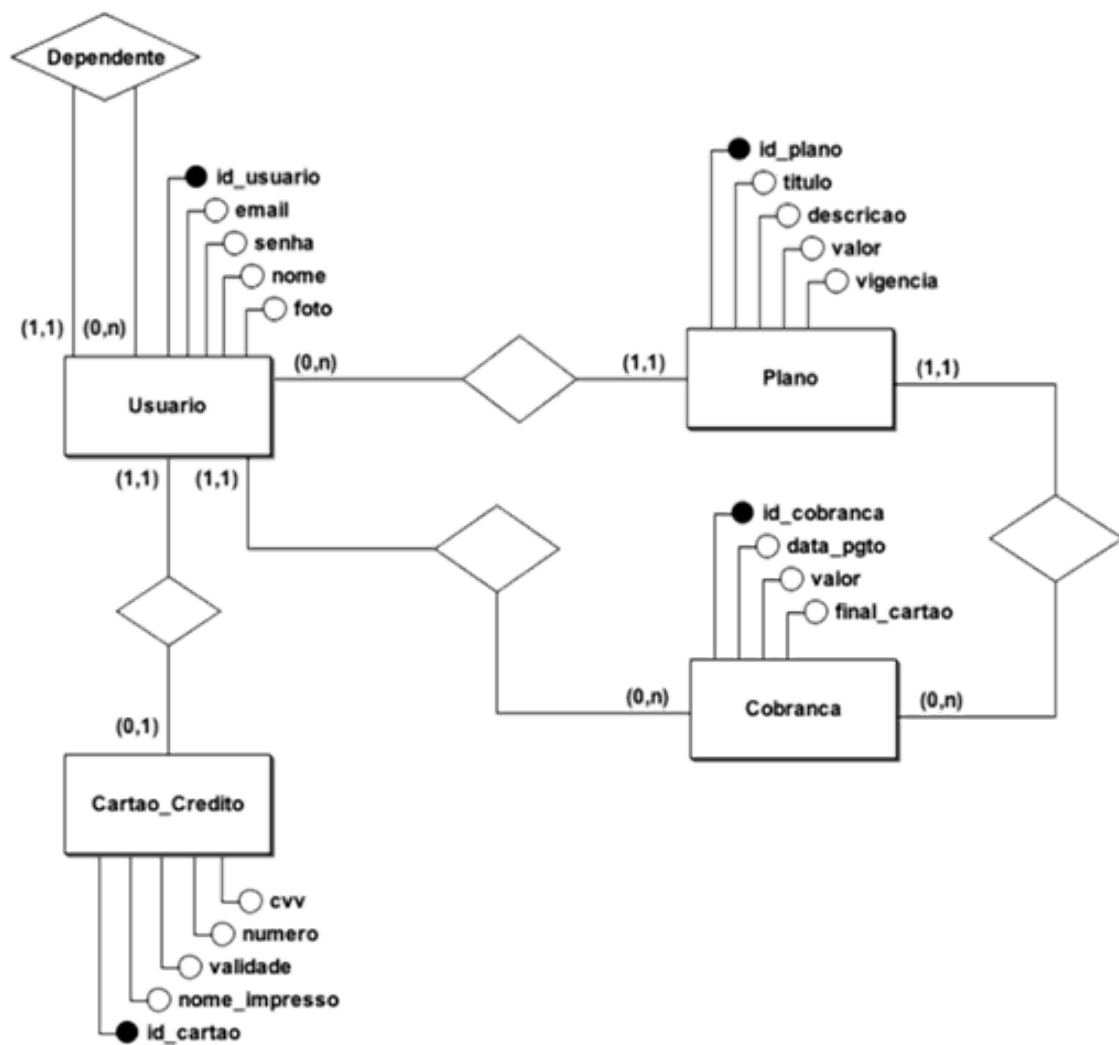 Dependente
id_usuario
email
senha
nome
foto
(1,1) (0,n)
Usuario
(0,n)
(1,1)
id_plano
titulo
descricao
valor
vigencia
Plano
(1,1)
(1,1) (1,1)
id_cobranca
data_pgto
valor
final_cartao
(0,n)
Cobranca
(0,n)
(0,1)
Cartao_Credito
cvv
numero
validade
nome_impresso
id_cartao